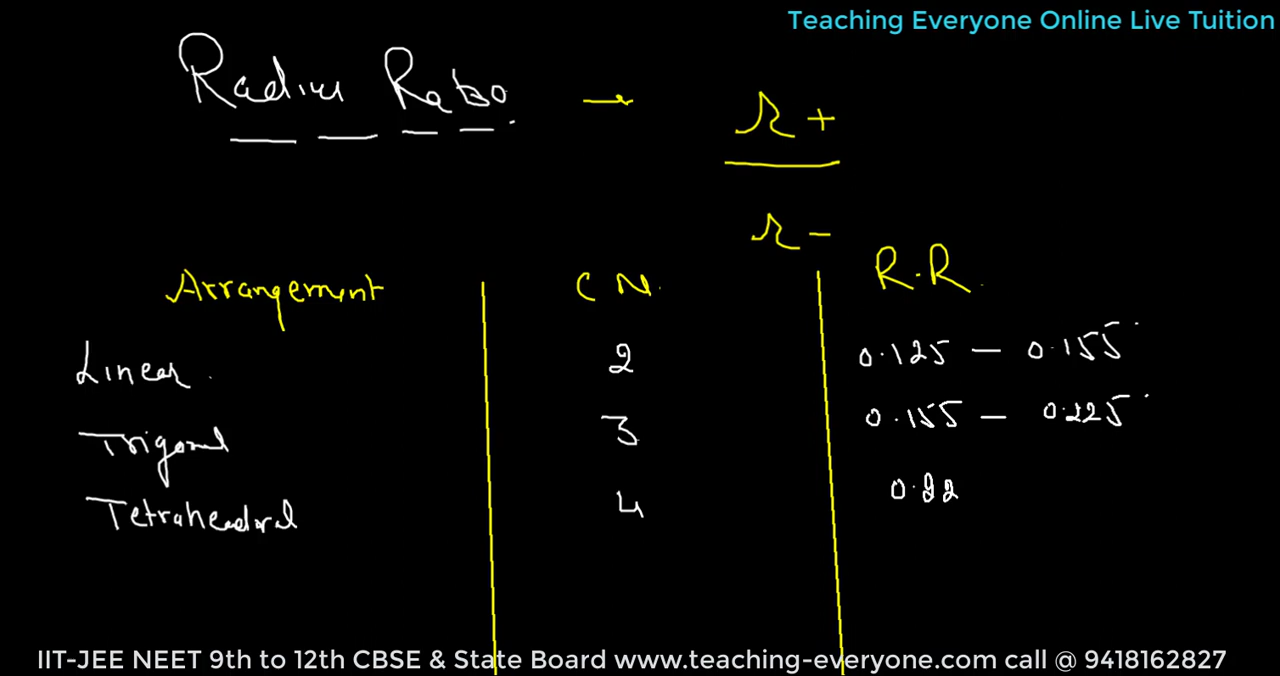 Teaching Everyone Online Live Tuition
Radius Ratio → r+
r-
Arrangement C N. R.R.
Linear. 2 0.125 - 0.155
Trigonal 3 0.155 - 0.225
Tetrahedral 4 0.22
IIT-JEE NEET 9th to 12th CBSE & State Board www.teaching-everyone.com call @ 9418162827